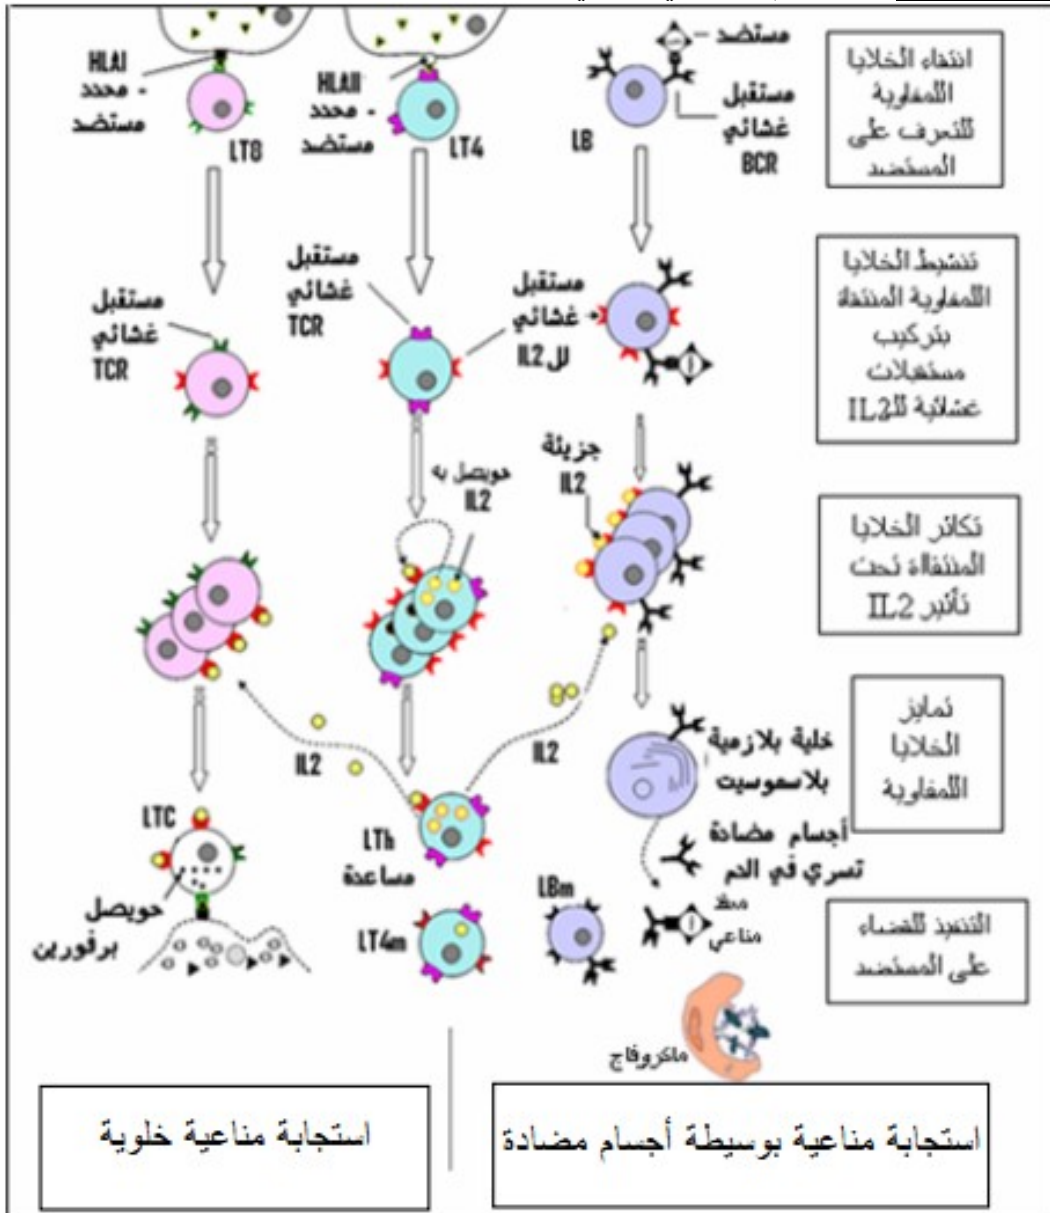 HLAI
- محدد
مستضد
LT8
HLAII
- محدد
مستضد
LT4
مستضد
مستقبل
غشائي
BCR
LB
انتقاء الخلايا
اللمفاوية
للتعرف على
المستضد
مستقبل
غشائي
TCR
مستقبل
غشائي
TCR
مستقبل
غشائي
لل IL2
تنشيط الخلايا
اللمفاوية المنتقاة
بتركيب
مستقبلات
غشائية لل IL2
حويصل به
IL2
جزيئة
IL2
تكاثر الخلايا
المنتقاة تحت
تأثير IL2
IL2
IL2
خلية بلازمية
بلاسموسيت
تمايز
الخلايا
اللمفاوية
LTC
حويصل
برفورين
LTh
مساعدة
LT4m
أجسام مضادة
تسري في الدم
LBm
معقد
مناعي
التنفيذ للقضاء
على المستضد
ماكروفاج
استجابة مناعية خلوية
استجابة مناعية بوسيطة أجسام مضادة